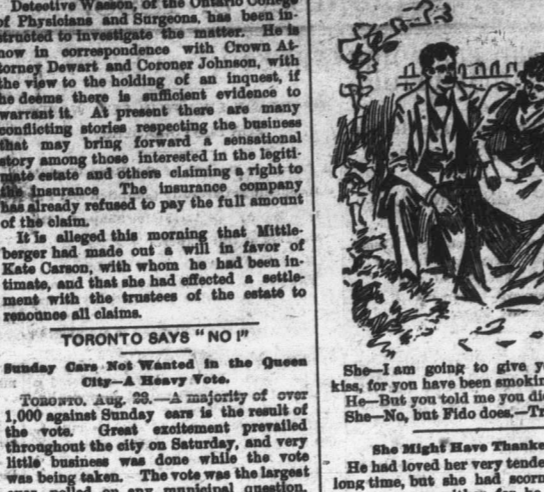 Detective Wasson, of the Ontario College
of Physicians and Surgeons, has been in-
structed to investigate the matter. He is
now in correspondence with Crown At-
torney Dewart and Coroner Johnson, with
the view to the holding of an inquest, if
he deems there is sufficient evidence to
warrant it. At present there are many
conflicting stories respecting the business
that may bring forward a sensational
story among those interested in the legiti-
mate estate and others claiming a right to
the insurance The insurance company
has already refused to pay the full amount
of the claim.
It is alleged this morning that Mittle-
berger had made out a will in favor of
Kate Carson, with whom he had been in-
timate, and that she had effected a settle-
ment with the trustees of the estate to
renounce all claims.
TORONTO SAYS "NO!"
Sunday Cars Not Wanted in the Queen
City—A Heavy Vote.
TORONTO, Aug. 28.—A majority of over
1,000 against Sunday cars is the result of
the vote. Great excitement prevailed
throughout the city on Saturday, and very
little business was done while the vote
was being taken. The vote was the largest
ever polled on any municipal question.
She—I am going to give y
kiss, for you have been smokin
He—But you told me you di
She—No, but Fido does.—Tr
She Might Have Thanke
He had loved her very tende
long time, but she had scorn